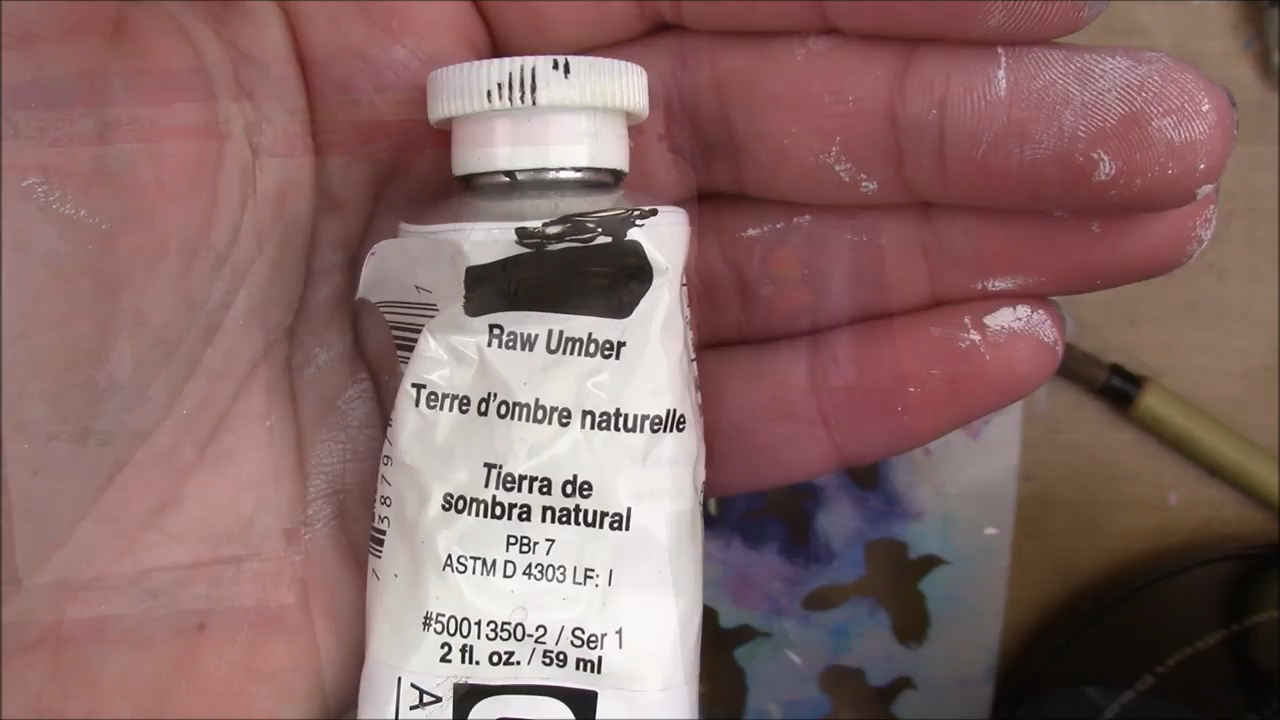 Raw Umber
Terre d'ombre naturelle
Tierra de
sombra natural
PBr 7
ASTM D 4303 LF: I
#5001350-2 / Ser 1
2 fl. oz. / 59 ml